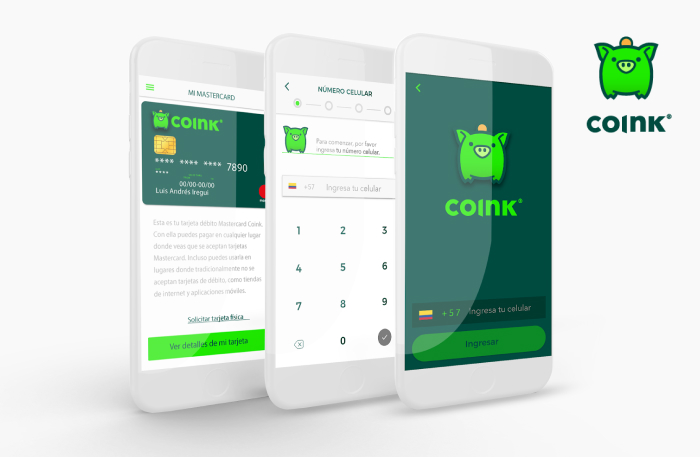 MI MASTERCARD
COINK
**** **** **** 7890
****
00/00-00/00
Luis Andrés Iregui
Esta es tu tarjeta débito Mastercard Coink.
Con ella puedes pagar en cualquier lugar
donde veas que se aceptan tarjetas
Mastercard. Incluso puedes usarla en
lugares donde tradicionalmente no se
aceptan tarjetas de débito, como tiendas
de internet y aplicaciones móviles.
Solicitar tarjeta física
Ver detalles de mi tarjeta
NÚMERO CELULAR
Para comenzar, por favor
ingresa tu número celular.
+57 Ingresa tu celular
1 2 3
4 5 6
7 8 9
0
COINK®
+57 Ingresa tu celular
Ingresar
COINK®